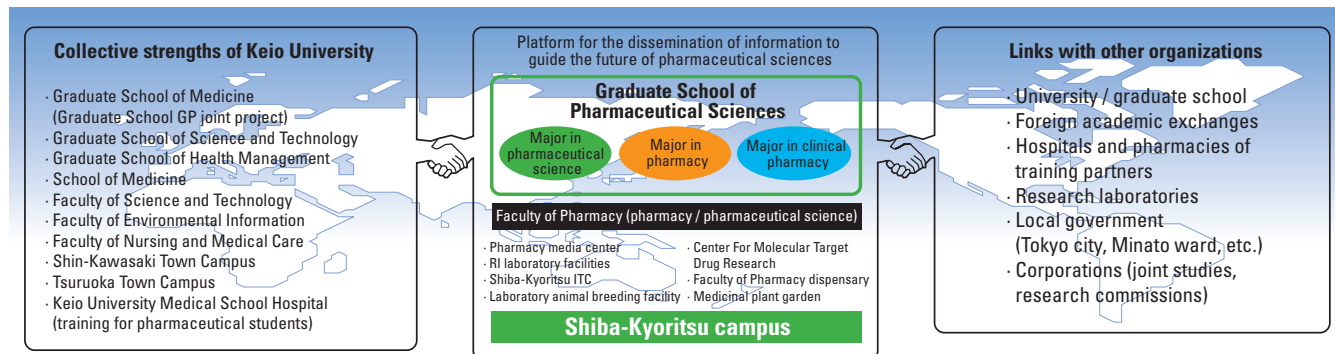 Collective strengths of Keio University
· Graduate School of Medicine
(Graduate School GP joint project)
· Graduate School of Science and Technology
· Graduate School of Health Management
· School of Medicine
· Faculty of Science and Technology
· Faculty of Environmental Information
· Faculty of Nursing and Medical Care
· Shin-Kawasaki Town Campus
· Tsuruoka Town Campus
· Keio University Medical School Hospital
(training for pharmaceutical students)
Platform for the dissemination of information to
guide the future of pharmaceutical sciences
Graduate School of
Pharmaceutical Sciences
Major in
pharmaceutical
science
Major in
pharmacy
Major in clinical
pharmacy
Faculty of Pharmacy (pharmacy / pharmaceutical science)
· Pharmacy media center
· RI laboratory facilities
· Shiba-Kyoritsu ITC
· Laboratory animal breeding facility
· Center For Molecular Target
Drug Research
· Faculty of Pharmacy dispensary
· Medicinal plant garden
Shiba-Kyoritsu campus
Links with other organizations
· University / graduate school
· Foreign academic exchanges
· Hospitals and pharmacies of
training partners
· Research laboratories
· Local government
(Tokyo city, Minato ward, etc.)
· Corporations (joint studies,
research commissions)